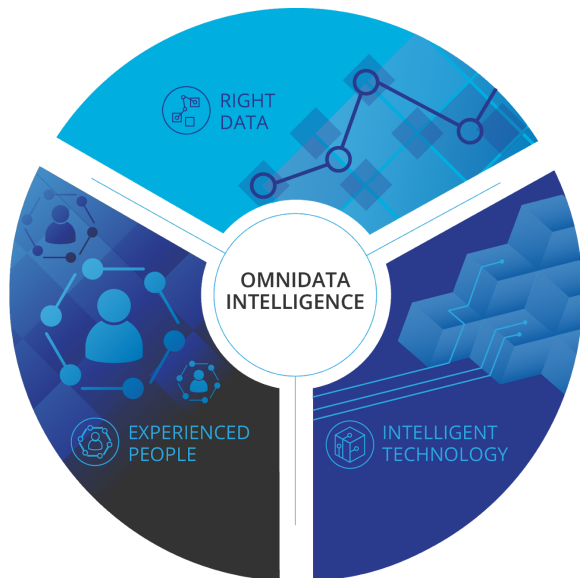 RIGHT
DATA
OMNIDATA
INTELLIGENCE
EXPERIENCED
PEOPLE
INTELLIGENT
TECHNOLOGY